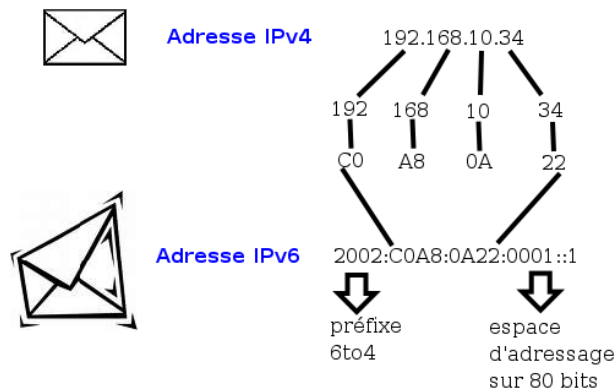 Adresse IPv4 192.168.10.34
192 168 10 34
C0 A8 0A 22
Adresse IPv6 2002:C0A8:0A22:0001::1
préfixe
6to4
espace
d'adressage
sur 80 bits